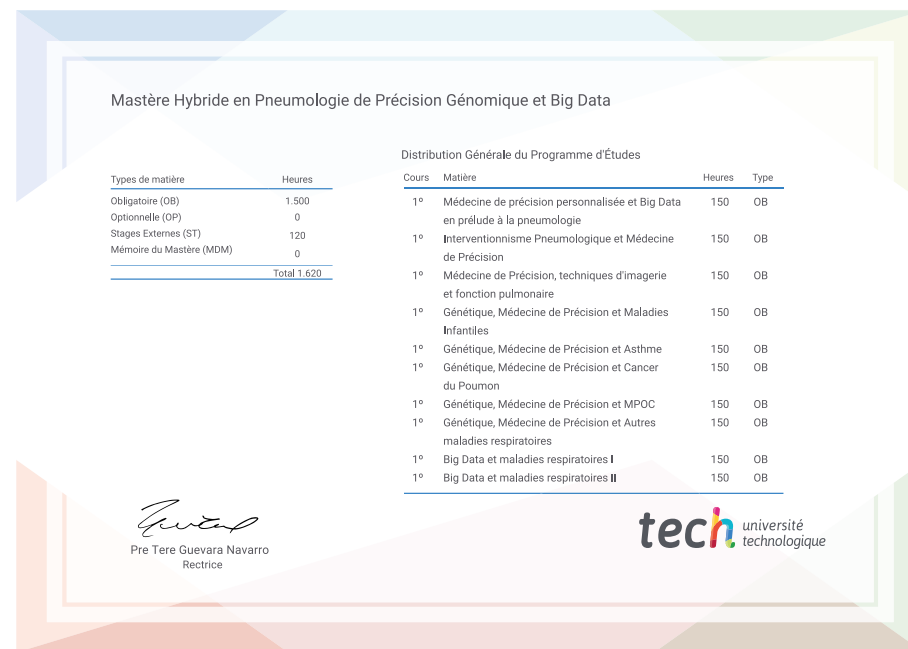 Mastère Hybride en Pneumologie de Précision Génomique et Big Data
Types de matière Heures
Obligatoire (OB) 1.500
Optionnelle (OP) 0
Stages Externes (ST) 120
Mémoire du Mastère (MDM) 0
Total 1.620
Distribution Générale du Programme d'Études
Cours Matière Heures Type
1º Médecine de précision personnalisée et Big Data 150 OB
en prélude à la pneumologie
1º Interventionnisme Pneumologique et Médecine 150 OB
de Précision
1º Médecine de Précision, techniques d'imagerie 150 OB
et fonction pulmonaire
1º Génétique, Médecine de Précision et Maladies 150 OB
Infantiles
1º Génétique, Médecine de Précision et Asthme 150 OB
1º Génétique, Médecine de Précision et Cancer 150 OB
du Poumon
1º Génétique, Médecine de Précision et MPOC 150 OB
1º Génétique, Médecine de Précision et Autres 150 OB
maladies respiratoires
1º Big Data et maladies respiratoires I 150 OB
1º Big Data et maladies respiratoires II 150 OB
Pre Tere Guevara Navarro
Rectrice
tech université
technologique